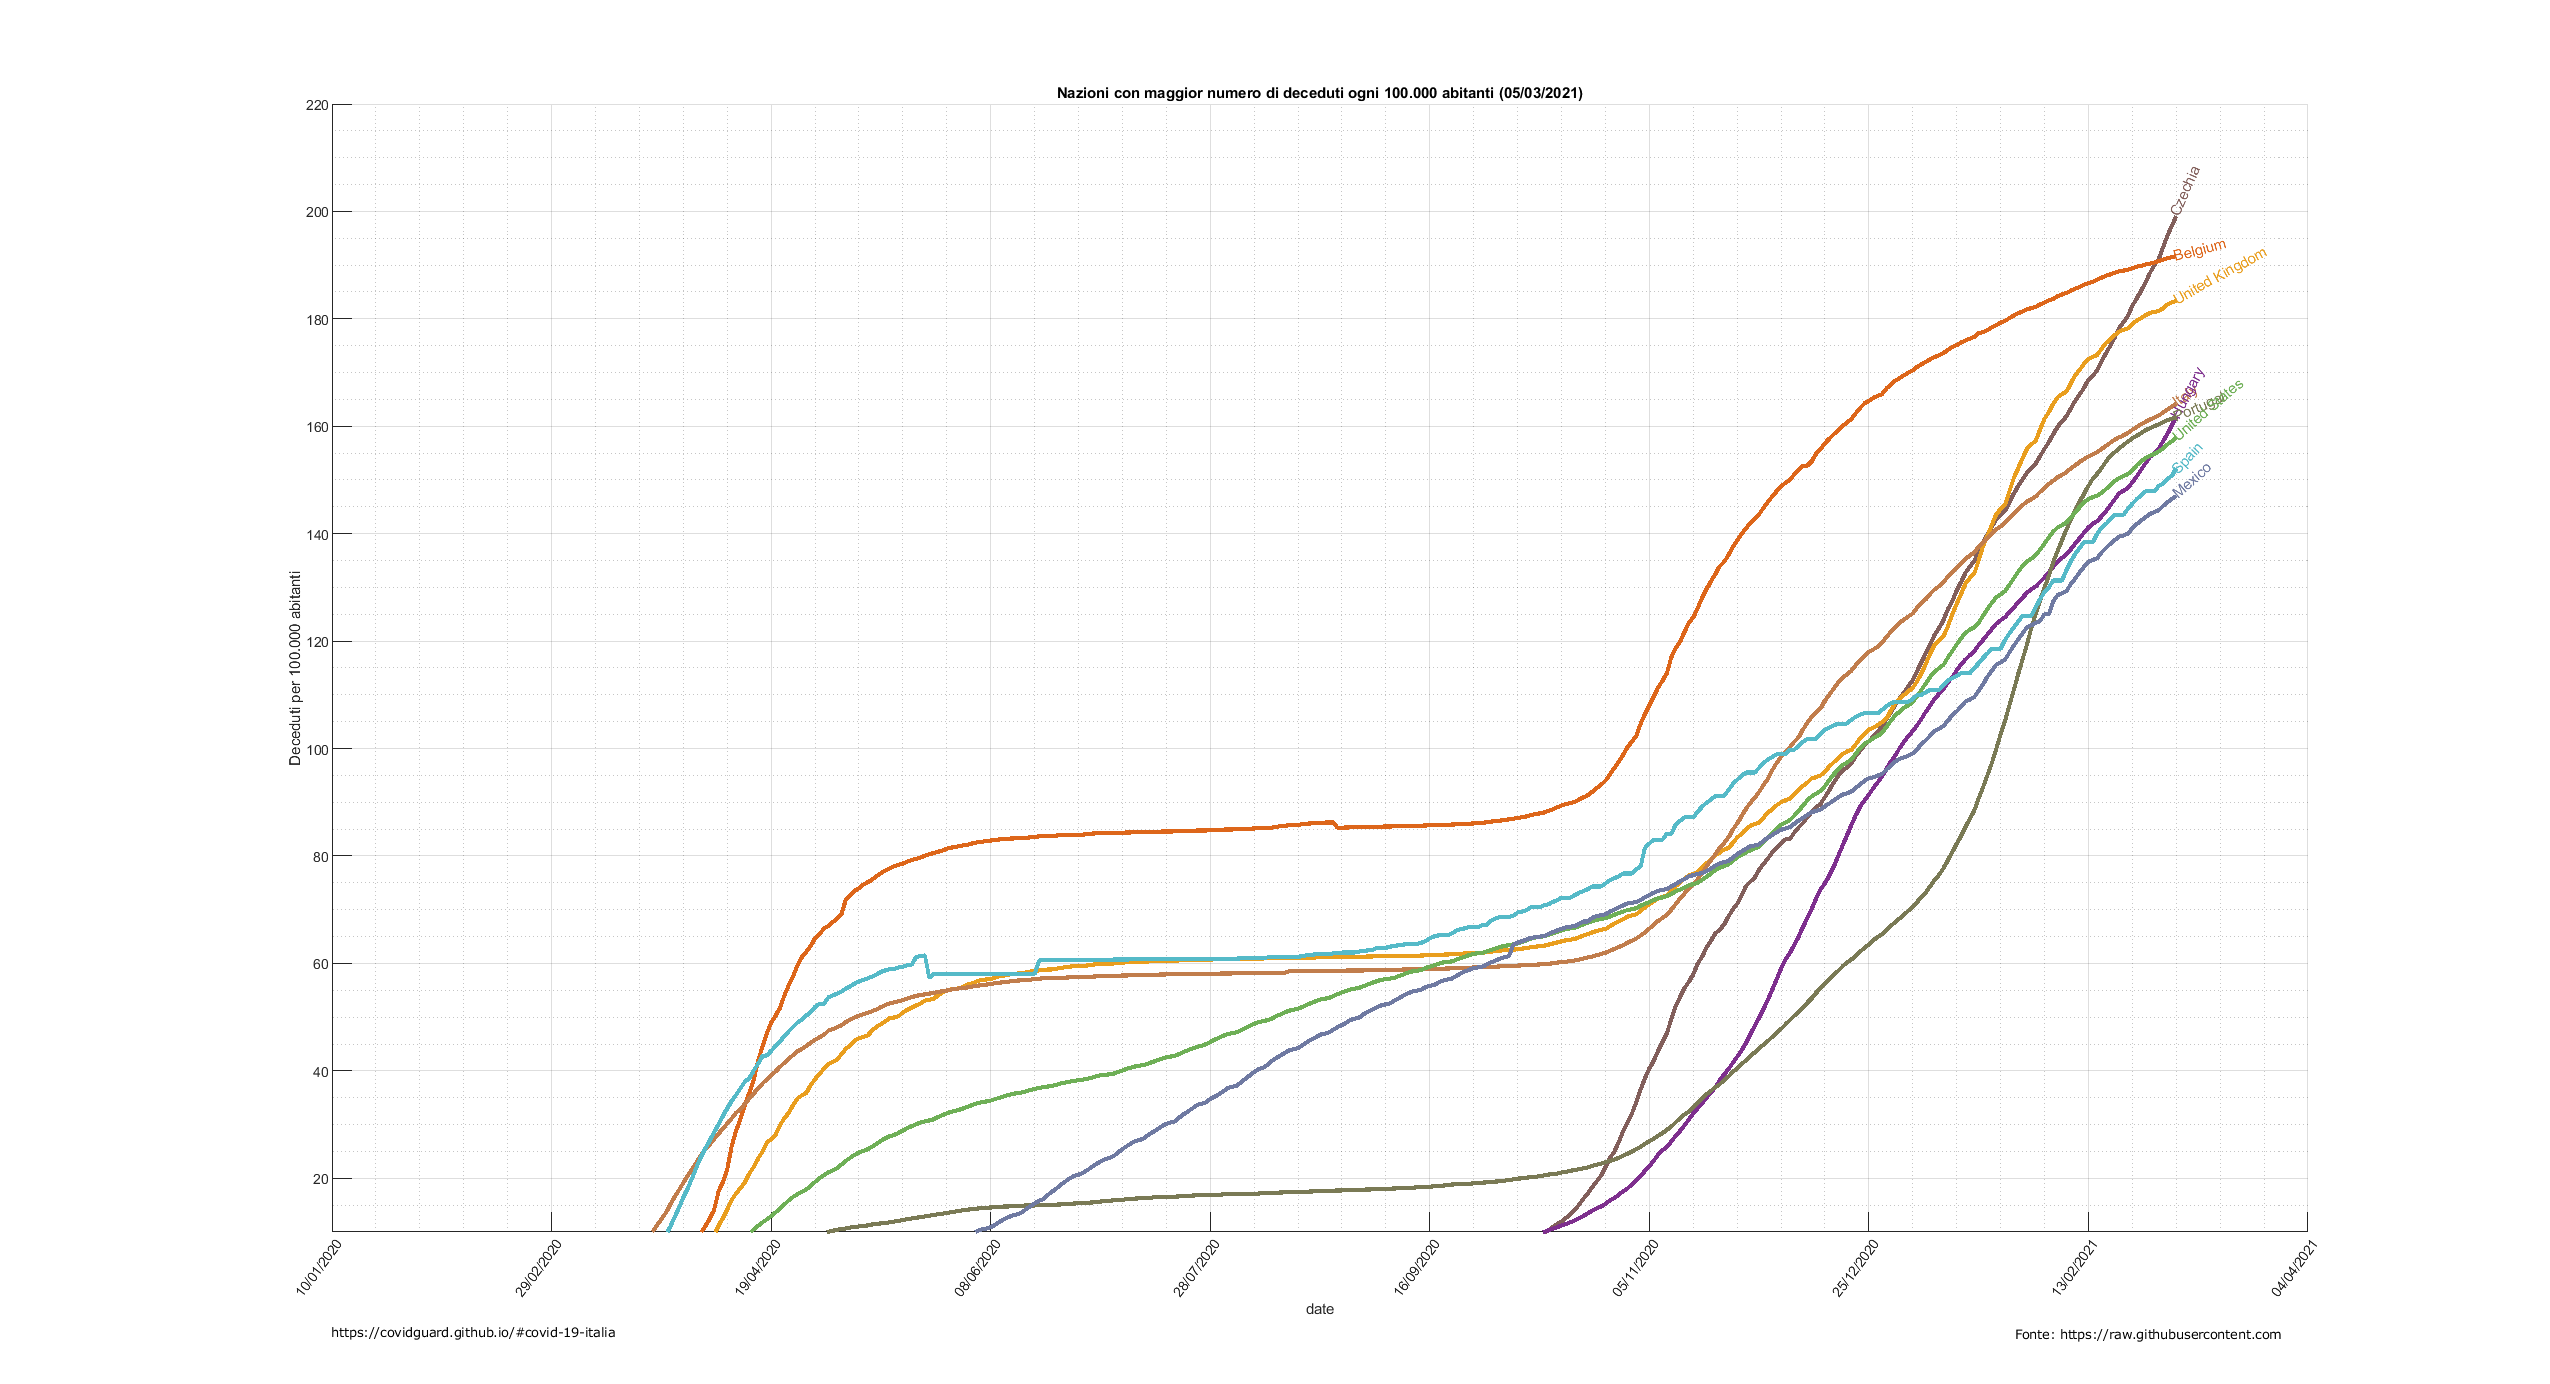 Nazioni con maggior numero di deceduti ogni 100.000 abitanti (05/03/2021)
Deceduti per 100.000 abitanti
220
200
180
160
140
120
100
80
60
40
20
Czechia
Belgium
United Kingdom
Hungary
Portugal
United States
Spain
Mexico
10/01/2020
29/02/2020
19/04/2020
08/06/2020
28/07/2020
16/09/2020
05/11/2020
25/12/2020
13/02/2021
04/04/2021
date
https://covidguard.github.io/#covid-19-italia
Fonte: https://raw.githubusercontent.com